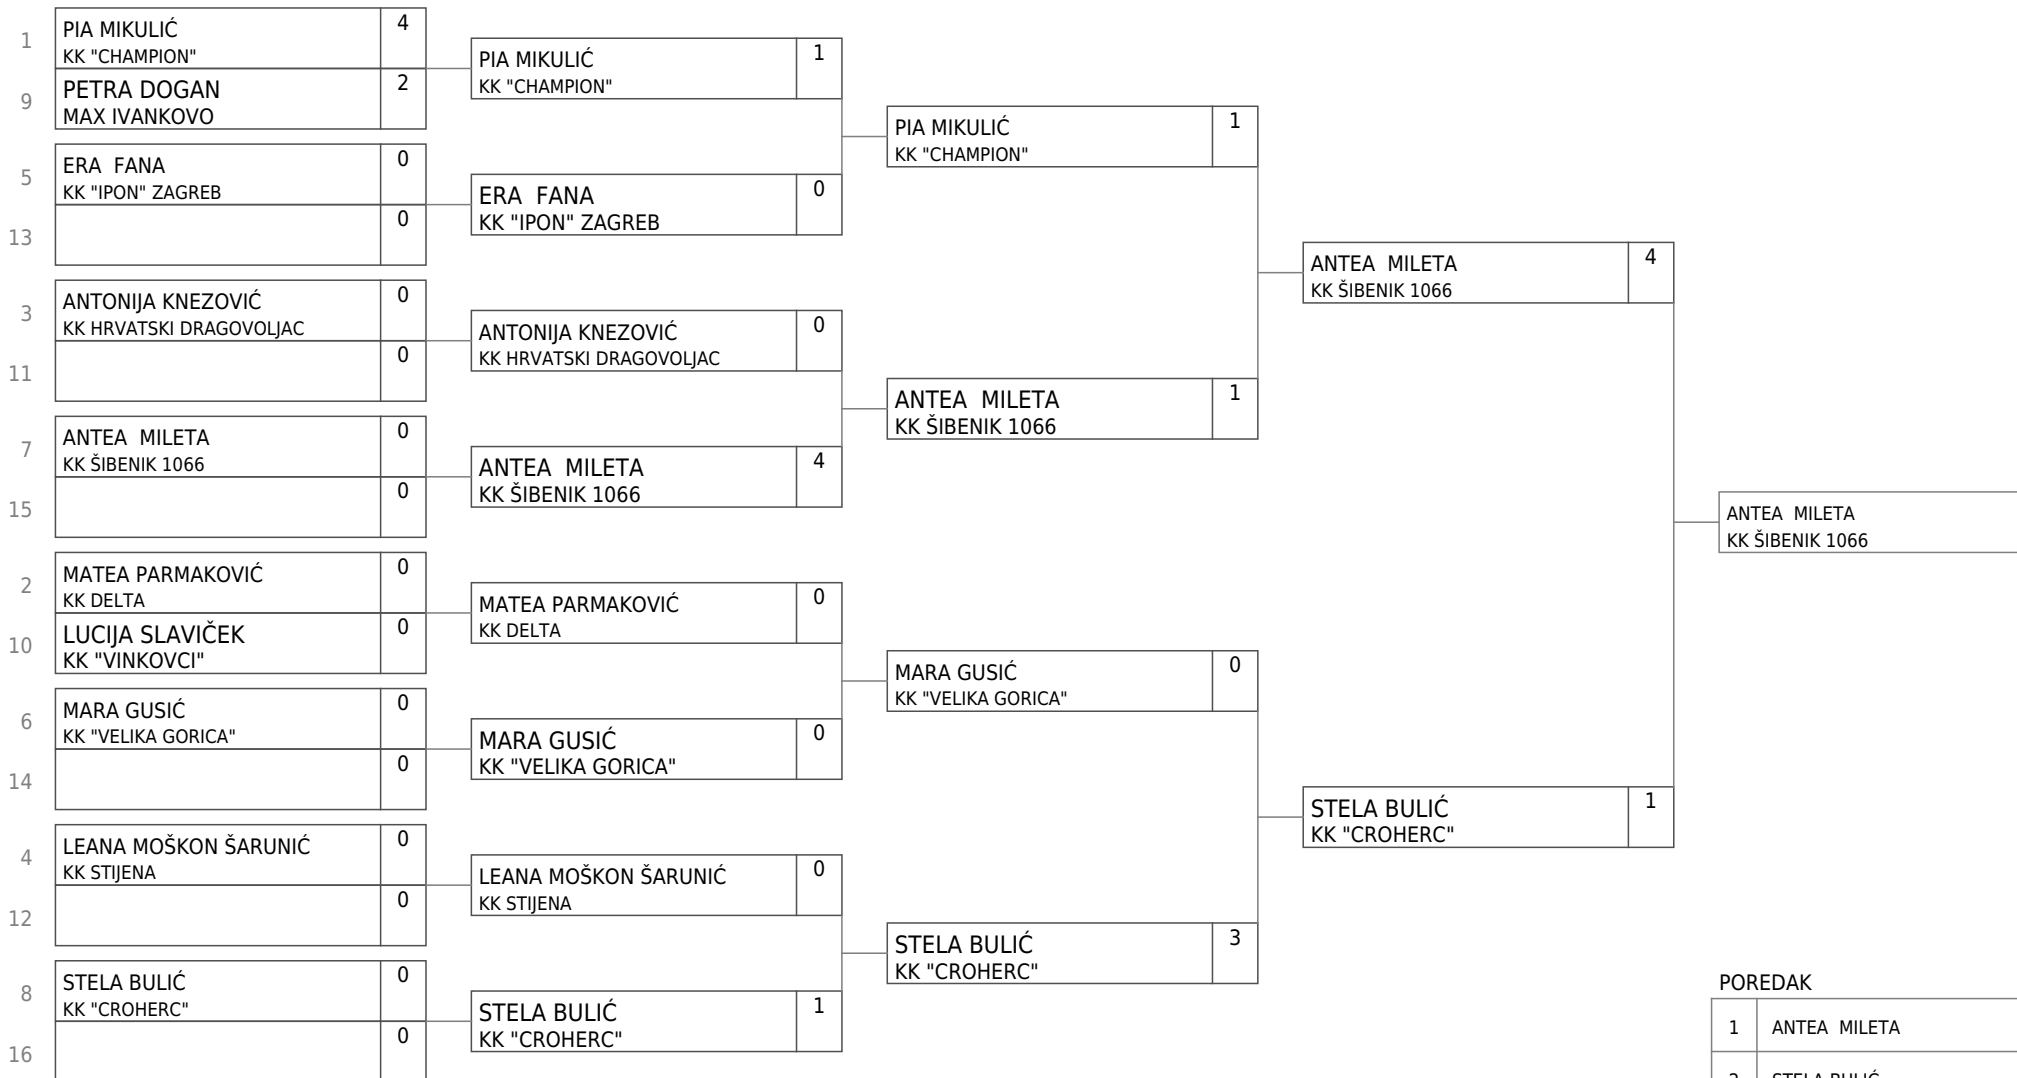 1
PIA MIKULIĆ
4
KK "CHAMPION"
9
PETRA DOGAN
2
MAX IVANKOVO
5
ERA FANA
0
KK "IPON" ZAGREB
13
0
3
ANTONIJA KNEZOVIĆ
0
KK HRVATSKI DRAGOVOLJAC
11
0
7
ANTEA MILETA
0
KK ŠIBENIK 1066
15
0
2
MATEA PARMAKOVIĆ
0
KK DELTA
10
LUCIJA SLAVIČEK
0
KK "VINKOVCI"
6
MARA GUSIĆ
0
KK "VELIKA GORICA"
14
0
4
LEANA MOŠKON ŠARUNIĆ
0
KK STIJENA
12
0
8
STELA BULIĆ
0
KK "CROHERC"
16
0
PIA MIKULIĆ
1
KK "CHAMPION"
ERA FANA
0
KK "IPON" ZAGREB
ANTONIJA KNEZOVIĆ
0
KK HRVATSKI DRAGOVOLJAC
ANTEA MILETA
4
KK ŠIBENIK 1066
MATEA PARMAKOVIĆ
0
KK DELTA
MARA GUSIĆ
0
KK "VELIKA GORICA"
LEANA MOŠKON ŠARUNIĆ
0
KK STIJENA
STELA BULIĆ
1
KK "CROHERC"
PIA MIKULIĆ
1
KK "CHAMPION"
ANTEA MILETA
1
KK ŠIBENIK 1066
MARA GUSIĆ
0
KK "VELIKA GORICA"
STELA BULIĆ
3
KK "CROHERC"
ANTEA MILETA
4
KK ŠIBENIK 1066
STELA BULIĆ
1
KK "CROHERC"
ANTEA MILETA
KK ŠIBENIK 1066
POREDAK
1 ANTEA MILETA
2 STELA BULIĆ